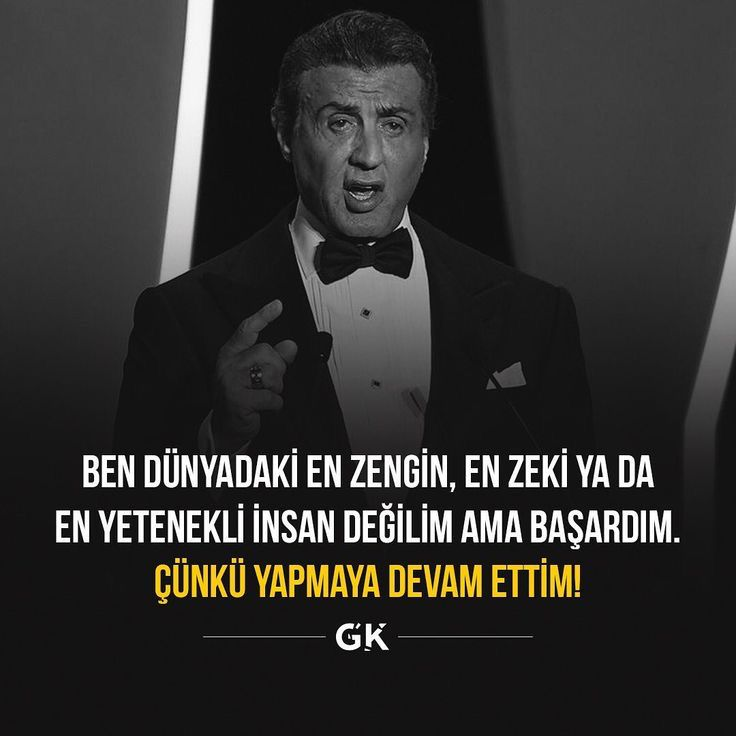 BEN DÜNYADAKİ EN ZENGİN, EN ZEKİ YA DA
EN YETENEKLİ İNSAN DEĞİLİM AMA BAŞARDIM.
ÇÜNKÜ YAPMAYA DEVAM ETTİM!
GK